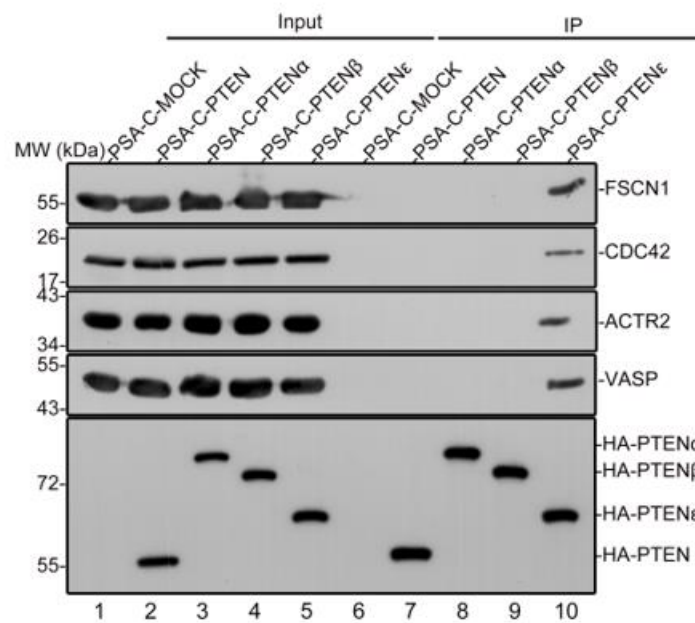 Input IP
PSA-C-MOCK PSA-C-PTEN PSA-C-PTENα PSA-C-PTENβ PSA-C-PTENε PSA-C-MOCK PSA-C-PTEN PSA-C-PTENα PSA-C-PTENβ PSA-C-PTENε
MW (kDa)
55- -FSCN1
26-
-CDC42
17-
43-
-ACTR2
34-
55-
-VASP
43-
-HA-PTENα
-HA-PTENβ
72-
-HA-PTENε
55- -HA-PTEN
1 2 3 4 5 6 7 8 9 10